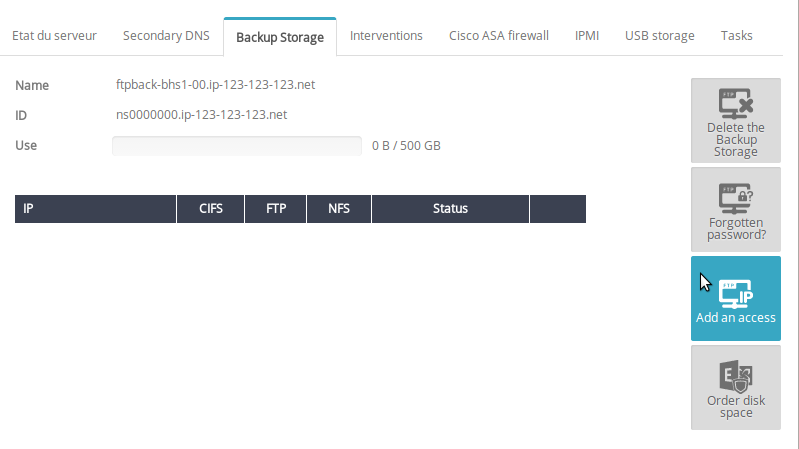 Etat du serveur Secondary DNS Backup Storage Interventions Cisco ASA firewall IPMI USB storage Tasks
Name ftpback-bhs1-00.ip-123-123-123.net
ID ns0000000.ip-123-123-123.net
Use 0 B / 500 GB
IP CIFS FTP NFS Status
FTP
Delete the
Backup
Storage
FTP
?
Forgotten
password?
FTP
IP
Add an access
E
Order disk
space